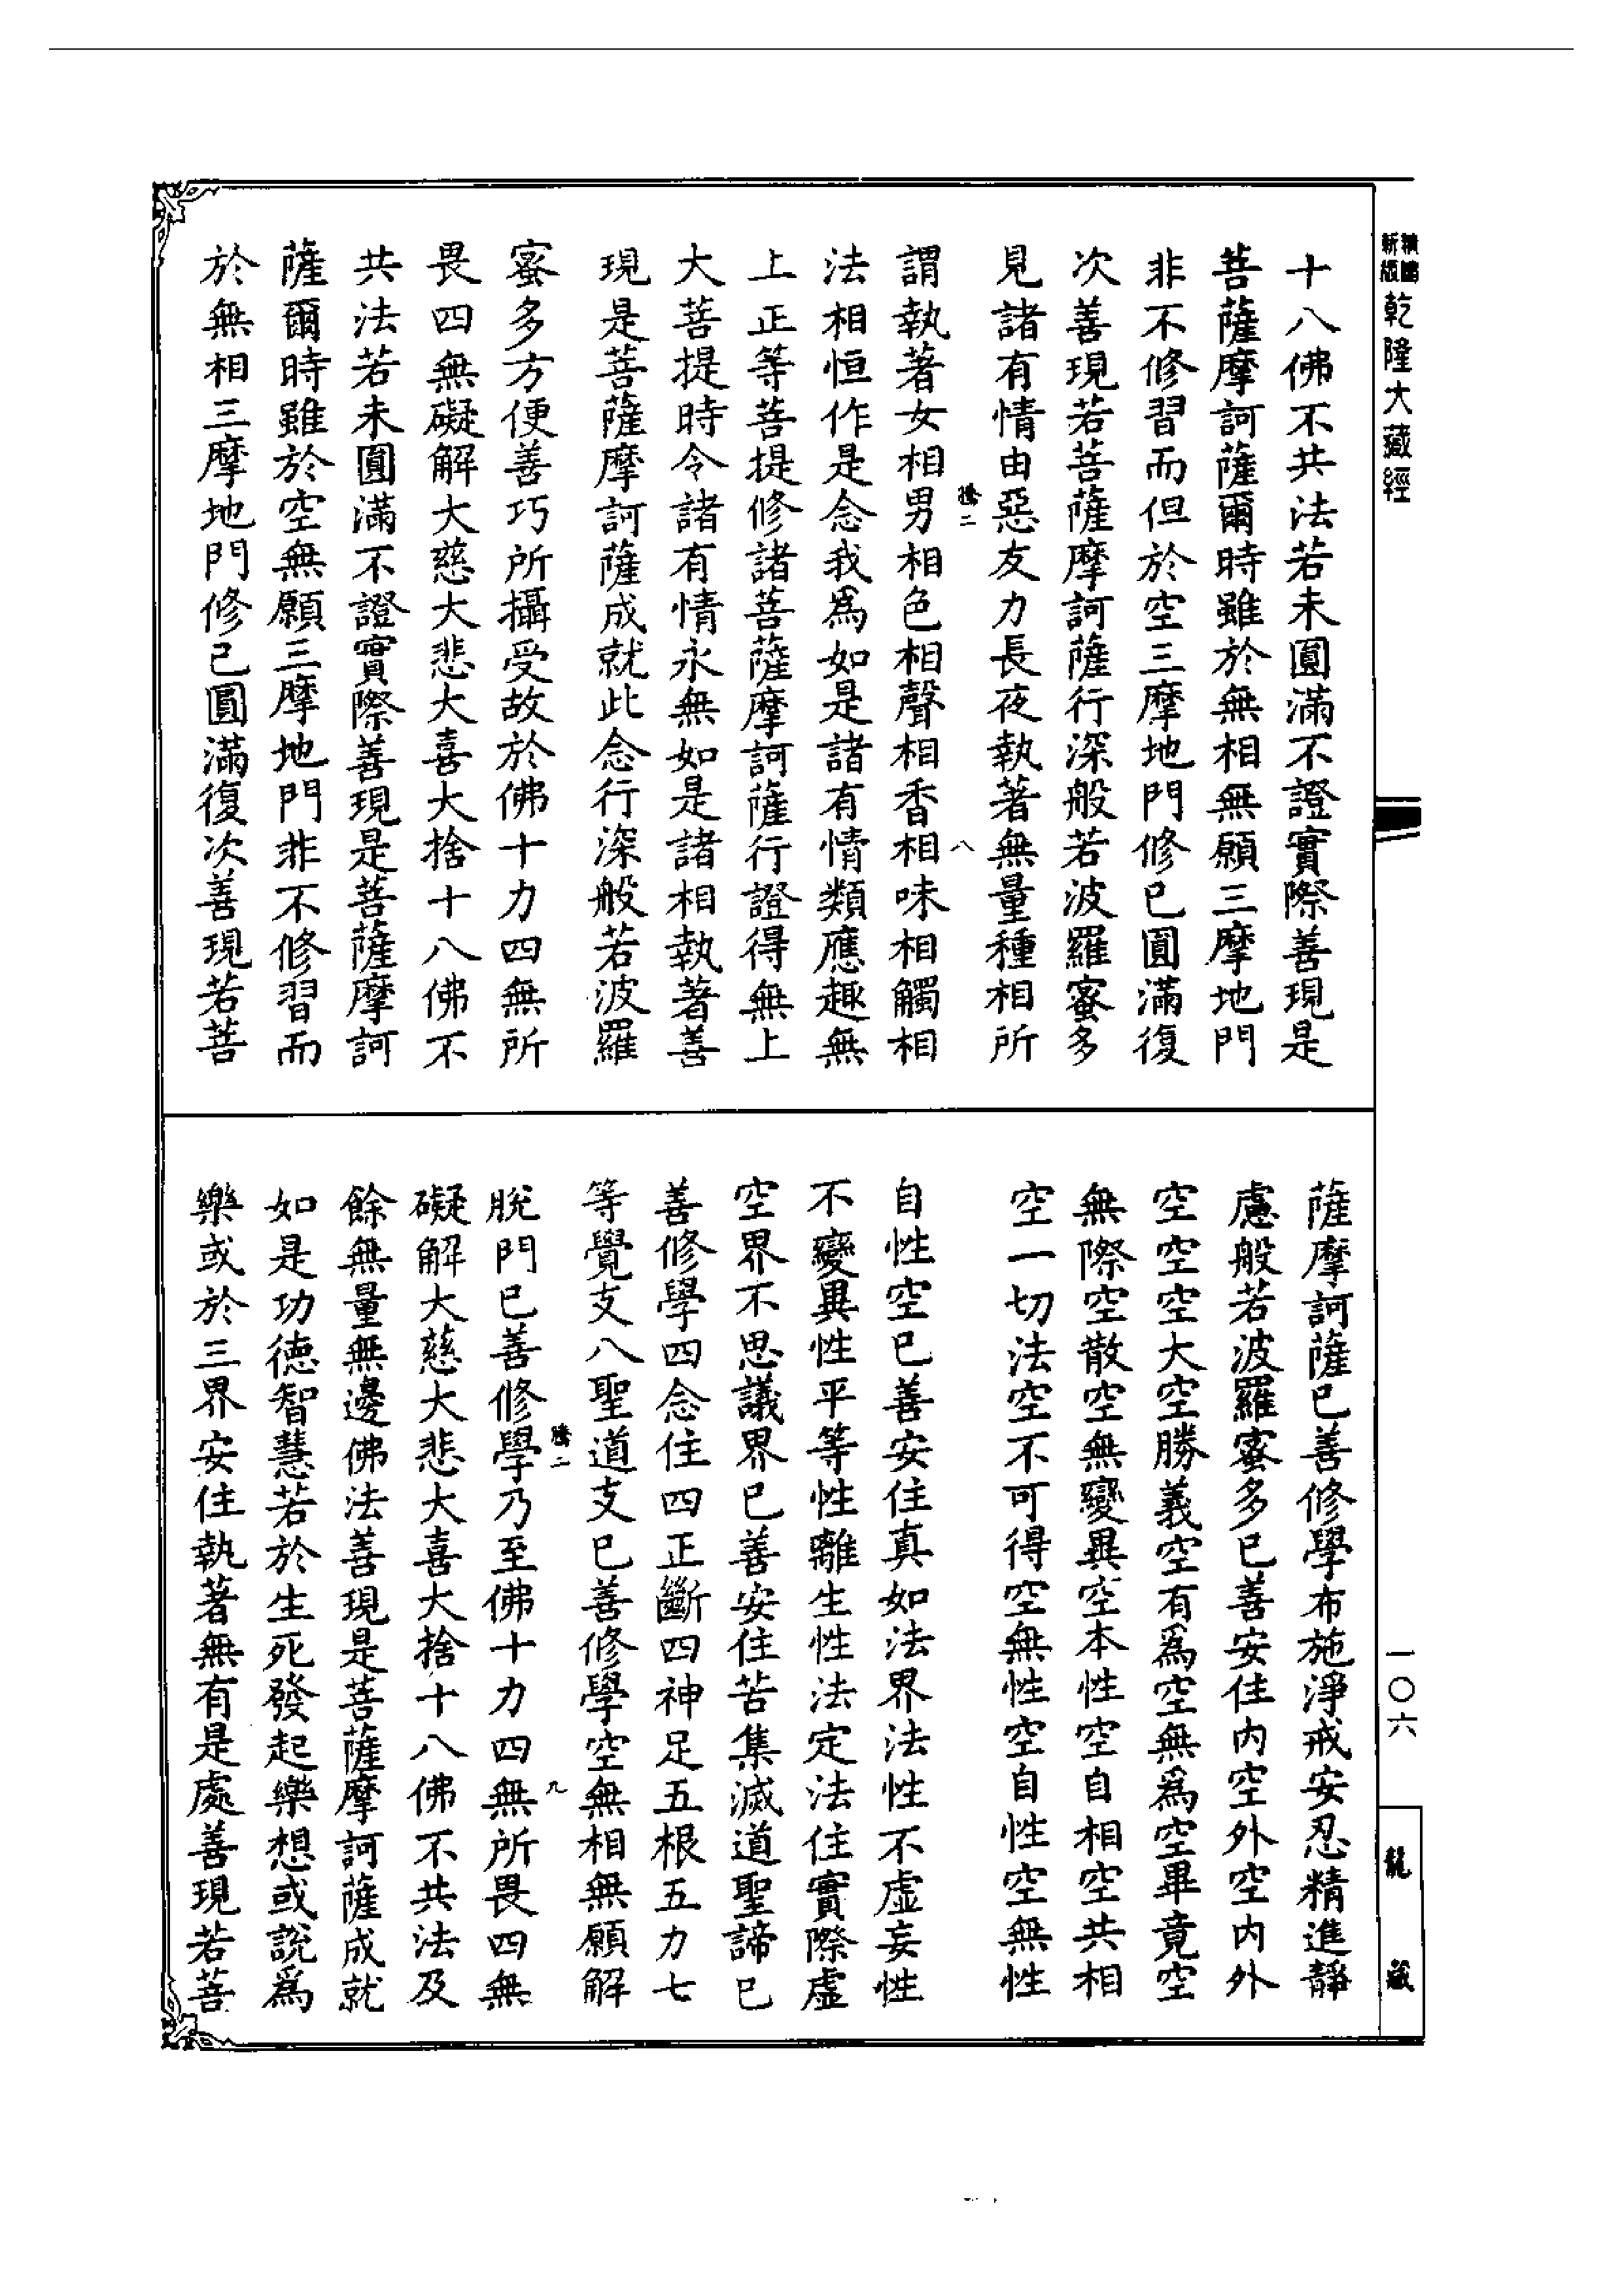 乾隆大藏經
十八佛不共法若未圓滿不證實際善現是
菩薩摩訶薩爾時雖於無相無願三摩地門
非不修習而但於空三摩地門修已圓滿復
次善現若菩薩摩訶薩行深般若波羅蜜多
見諸有情由惡友力長夜執著無量種相所
八
謂執著女相男相色相聲相香相味相觸相
法相恒作是念我為如是諸有情類應趣無
上正等菩提修諸菩薩摩訶薩行證得無上
大菩提時令諸有情永無如是諸相執著善
現是菩薩摩訶薩成就此念行深般若波羅
蜜多方便善巧所攝受故於佛十力四無所
畏四無礙解大慈大悲大喜大捨十八佛不
共法若未圓滿不證實際善現是菩薩摩訶
薩爾時雖於空無願三摩地門非不修習而
於無相三摩地門修已圓滿復次善現若菩
薩摩訶薩已善修學布施淨戒安忍精進靜
慮般若波羅蜜多已善安住內空外空內外
空空空大空勝義空有為空無為空畢竟空
無際空散空無變異空本性空自相空共相
空一切法空不可得空無性空自性空無性
自性空已善安住真如法界法性不虛妄性
不變異性平等性離生性法定法住實際虛
空界不思議界已善安住苦集滅道聖諦已
善修學四念住四正斷四神足五根五力七
等覺支八聖道支已善修學空無相無願解
九
脫門已善修學乃至佛十力四無所畏四無
礙解大慈大悲大喜大捨十八佛不共法及
餘無量無邊佛法善現是菩薩摩訶薩成就
如是功德智慧若於生死發起樂想或說為
樂或於三界安住執著無有是處善現若菩
一〇六
龍藏